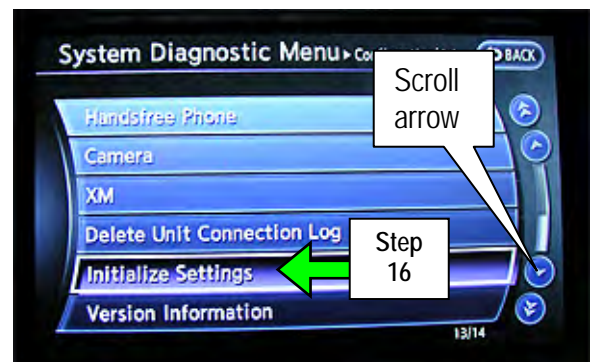 System Diagnostic Menu
BACK
Scroll
arrow
Handsfree Phone
Camera
XM
Delete Unit Connection Log
Step
16
Initialize Settings
Version Information
13/14